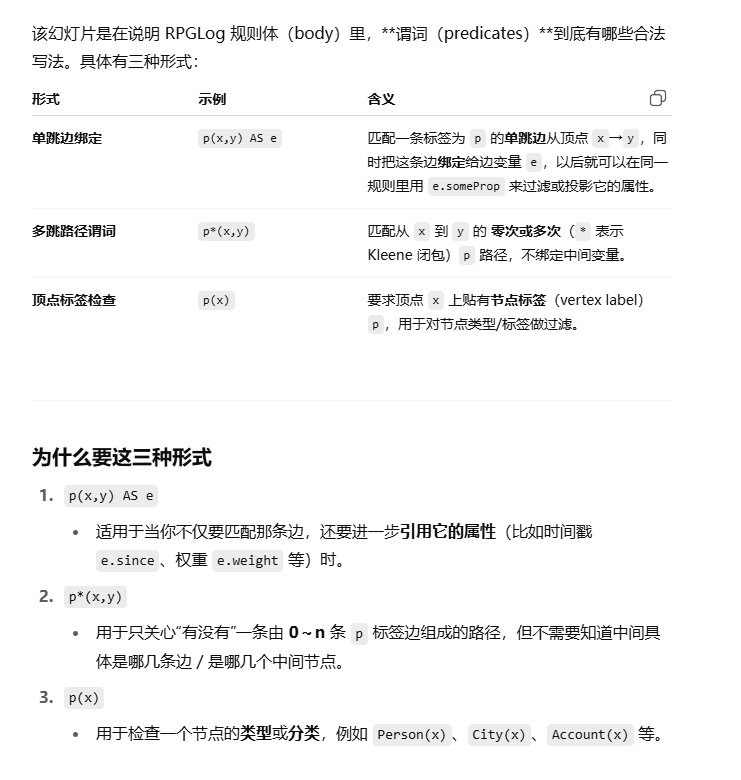 该幻灯片是在说明 RPGLog 规则体（body）里，**谓词（predicates）**到底有哪些合法
写法。具体有三种形式：
形式 示例 含义
单跳边绑定 p(x,y) AS e 匹配一条标签为 p 的单跳边从顶点 x→y，同
时把这条边绑定给边变量 e，以后就可以在同一
规则里用 e.someProp 来过滤或投影它的属性。
多跳路径谓词 p*(x,y) 匹配从 x 到 y 的 零次或多次（* 表示
Kleene 闭包）p 路径，不绑定中间变量。
顶点标签检查 p(x) 要求顶点 x 上贴有节点标签（vertex label）
p，用于对节点类型/标签做过滤。
为什么要这三种形式
1. p(x,y) AS e
• 适用于当你不仅要匹配那条边，还要进一步引用它的属性（比如时间戳
e.since、权重 e.weight 等）时。
2. p*(x,y)
• 用于只关心“有没有”一条由 0～n 条 p 标签边组成的路径，但不需要知道中间具
体是哪几条边 / 是哪几个中间节点。
3. p(x)
• 用于检查一个节点的类型或分类，例如 Person(x)、City(x)、Account(x) 等。